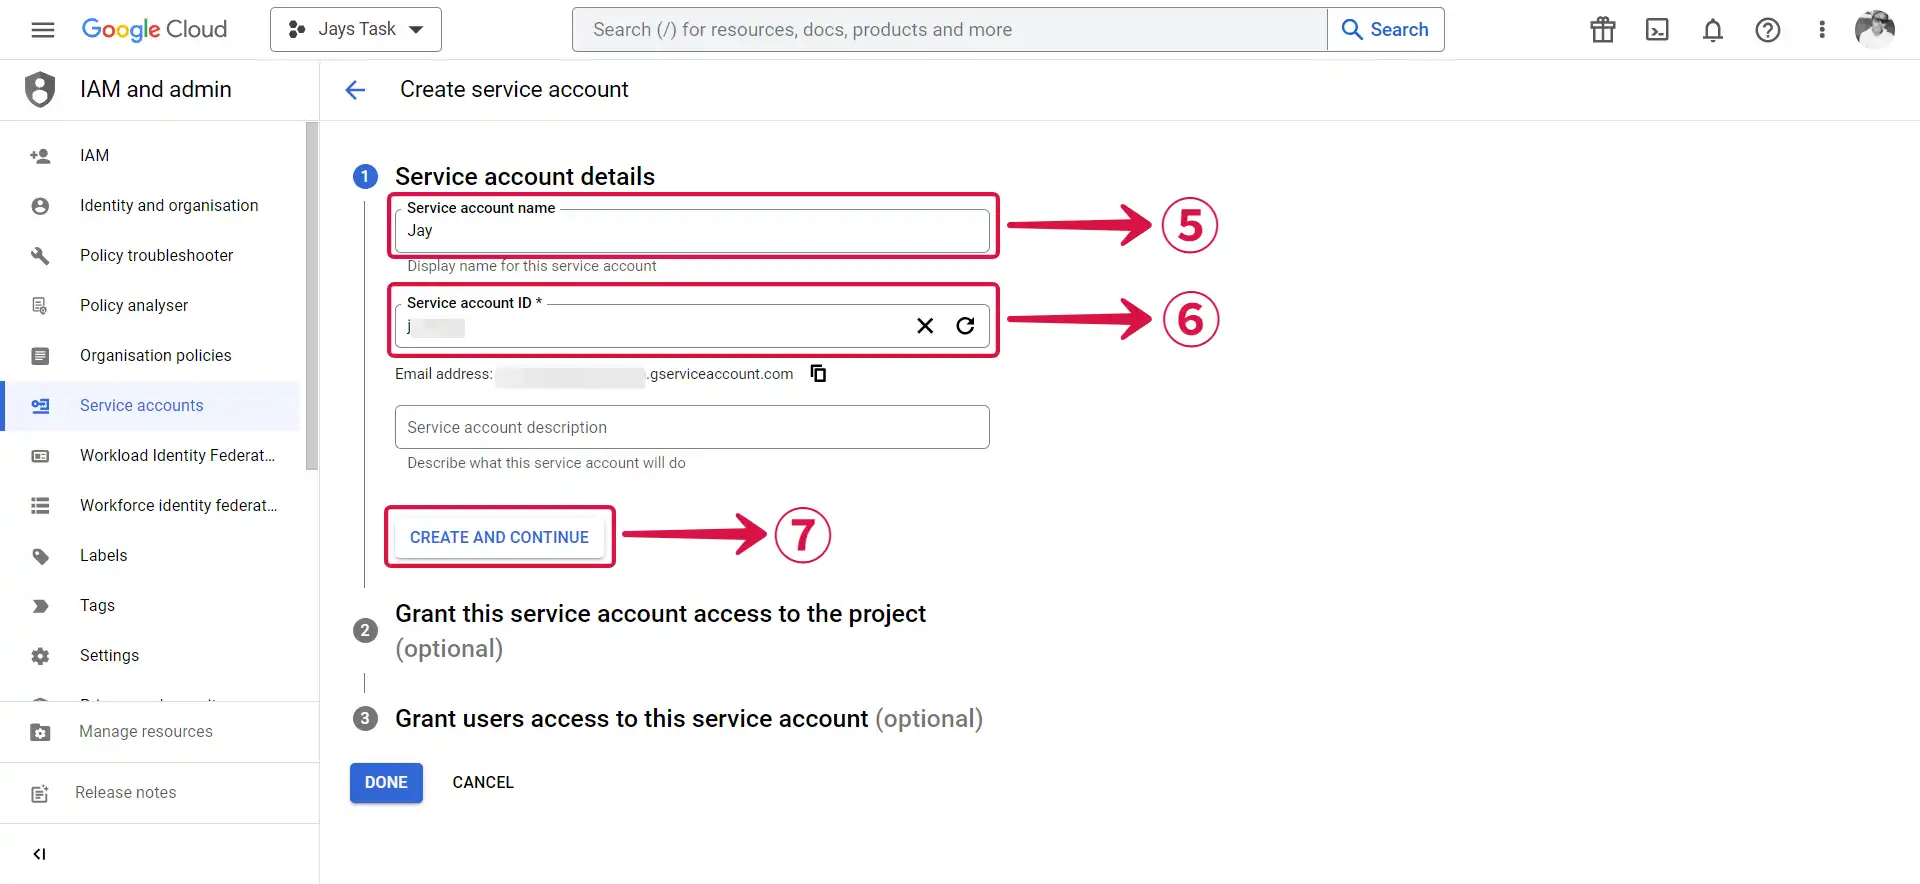 Google Cloud
Jays Task
Search (/) for resources, docs, products and more
Search
IAM and admin
Create service account
IAM
Identity and organisation
Policy troubleshooter
Policy analyser
Organisation policies
Service accounts
Workload Identity Federat...
Workforce identity federat...
Labels
Tags
Settings
Manage resources
Release notes
1 Service account details
Service account name
Jay
5
Display name for this service account
Service account ID *
j
6
Email address: .gserviceaccount.com
Service account description
Describe what this service account will do
CREATE AND CONTINUE
7
2 Grant this service account access to the project
(optional)
3 Grant users access to this service account (optional)
DONE CANCEL